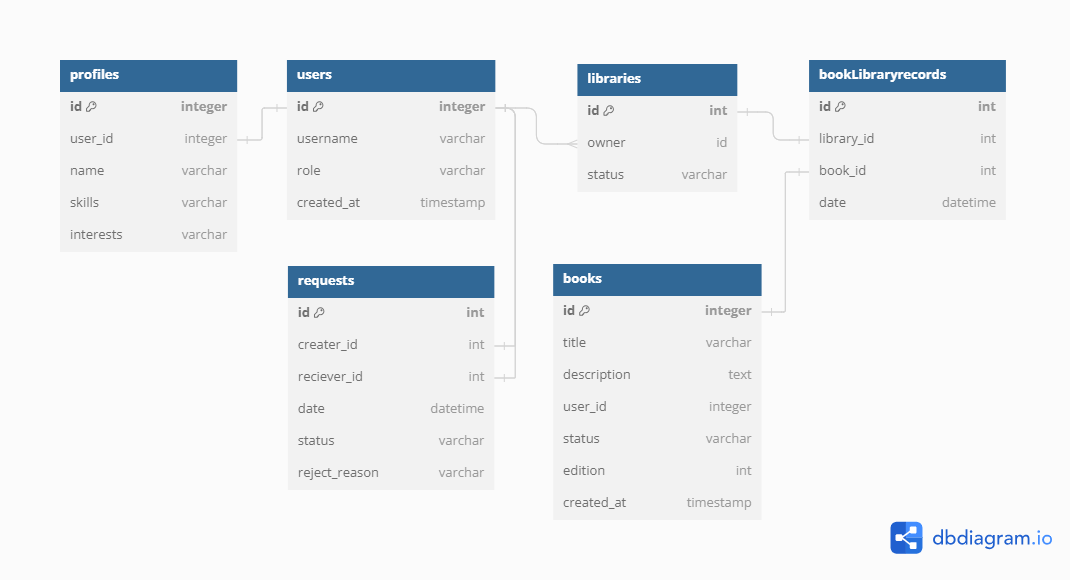 profiles
id integer
user_id integer
name varchar
skills varchar
interests varchar
users
id integer
username varchar
role varchar
created_at timestamp
libraries
id int
owner id
status varchar
bookLibraryrecords
id int
library_id int
book_id int
date datetime
requests
id int
creater_id int
reciever_id int
date datetime
status varchar
reject_reason varchar
books
id integer
title varchar
description text
user_id integer
status varchar
edition int
created_at timestamp
dbdiagram.io